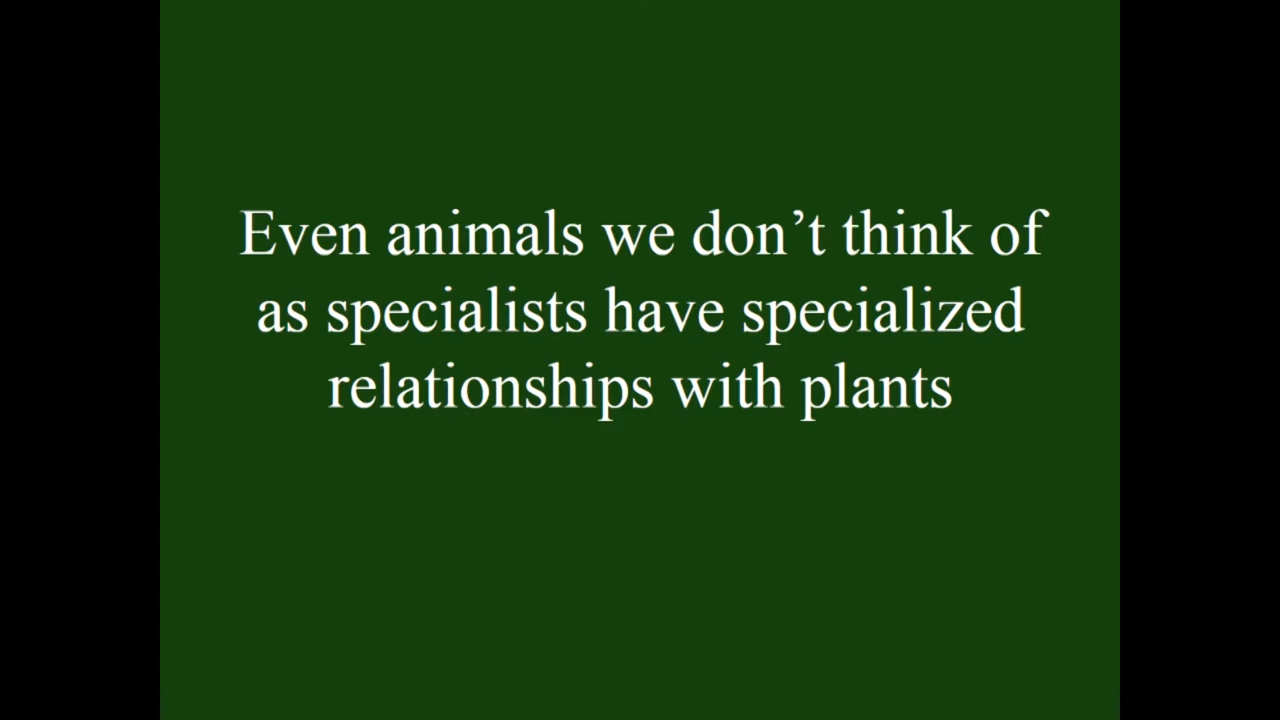 Even animals we don’t think of
as specialists have specialized
relationships with plants